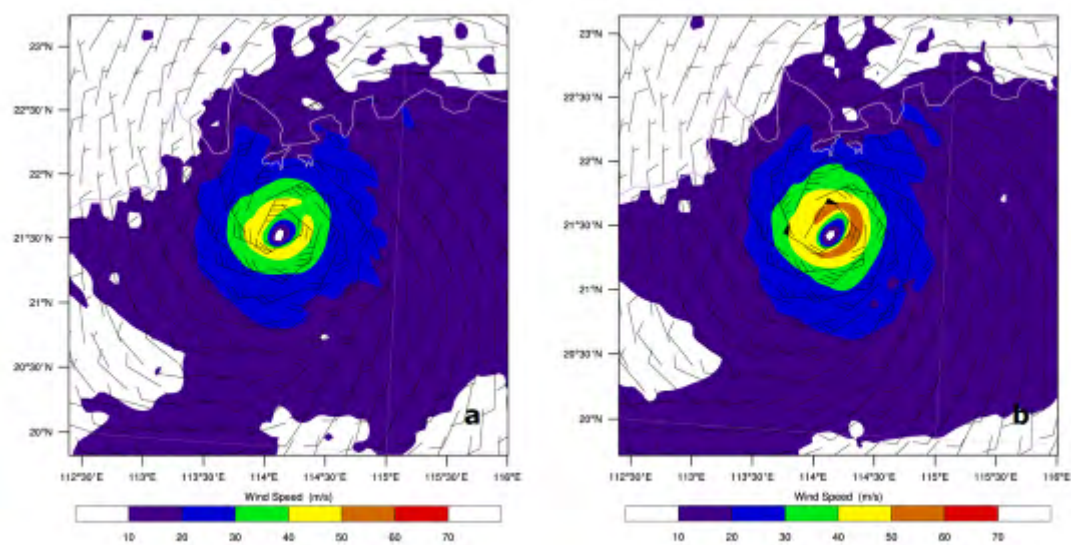 23°N
22°30'N
22°N
21°30'N
21°N
20°30'N
20°N
a
112°30'E 113°E 113°30'E 114°E 114°30'E 115°E 115°30'E 116°E
Wind Speed (m/s)
10 20 30 40 50 60 70
23°N
22°30'N
22°N
21°30'N
21°N
20°30'N
20°N
b
112°30'E 113°E 113°30'E 114°E 114°30'E 115°E 115°30'E 116°E
Wind Speed (m/s)
10 20 30 40 50 60 70